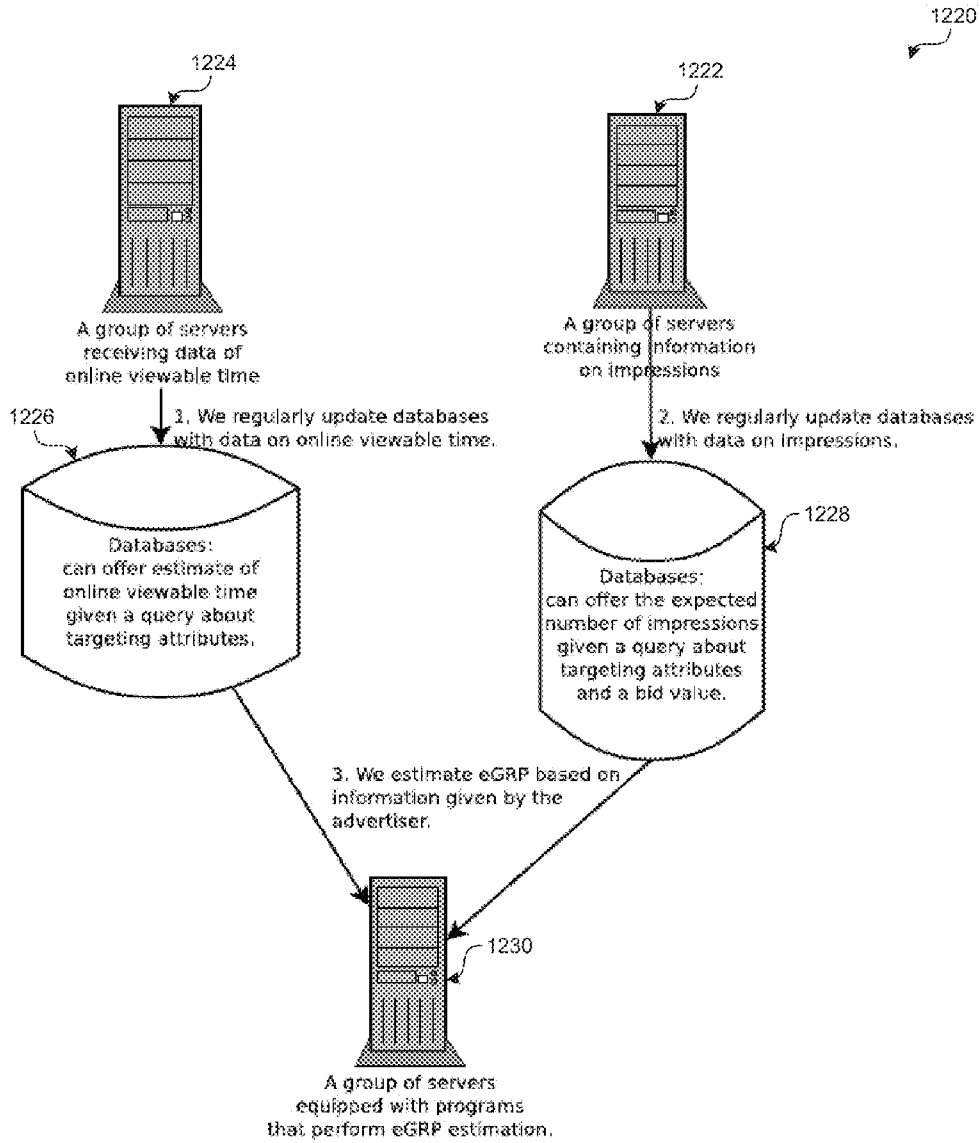 1220
1224
1222
A group of servers
receiving data of
online viewable time
A group of servers
containing information
on impressions
1226
1. We regularly update databases
with data on online viewable time.
2. We regularly update databases
with data on impressions.
1228
Databases:
can offer estimate of
online viewable time
given a query about
targeting attributes.
Databases:
can offer the expected
number of impressions
given a query about
targeting attributes
and a bid value.
3. We estimate eGRP based on
information given by the
advertiser.
1230
A group of servers
equipped with programs
that perform eGRP estimation.